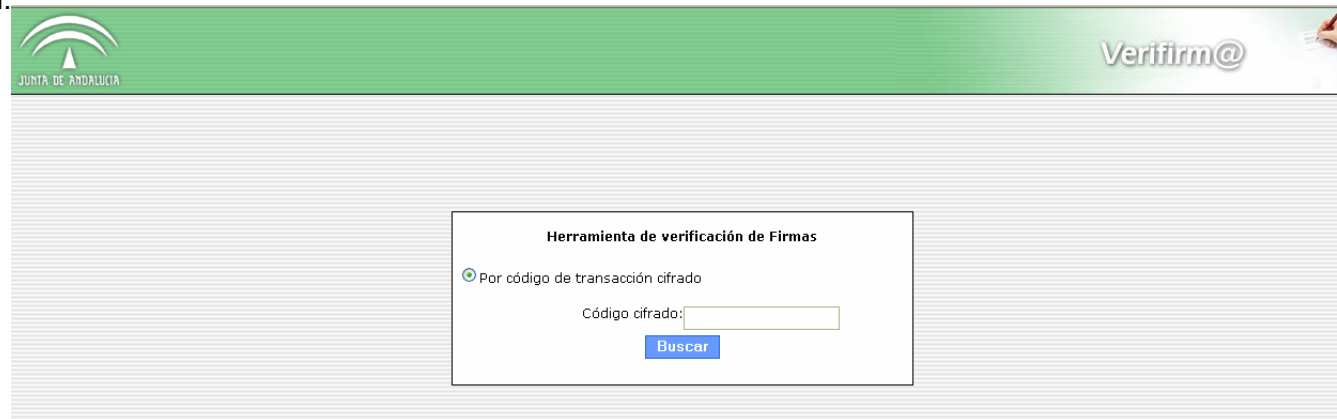 JUNTA DE ANDALUCIA
Verifirm@
Herramienta de verificación de Firmas
Por código de transacción cifrado
Código cifrado:
Buscar